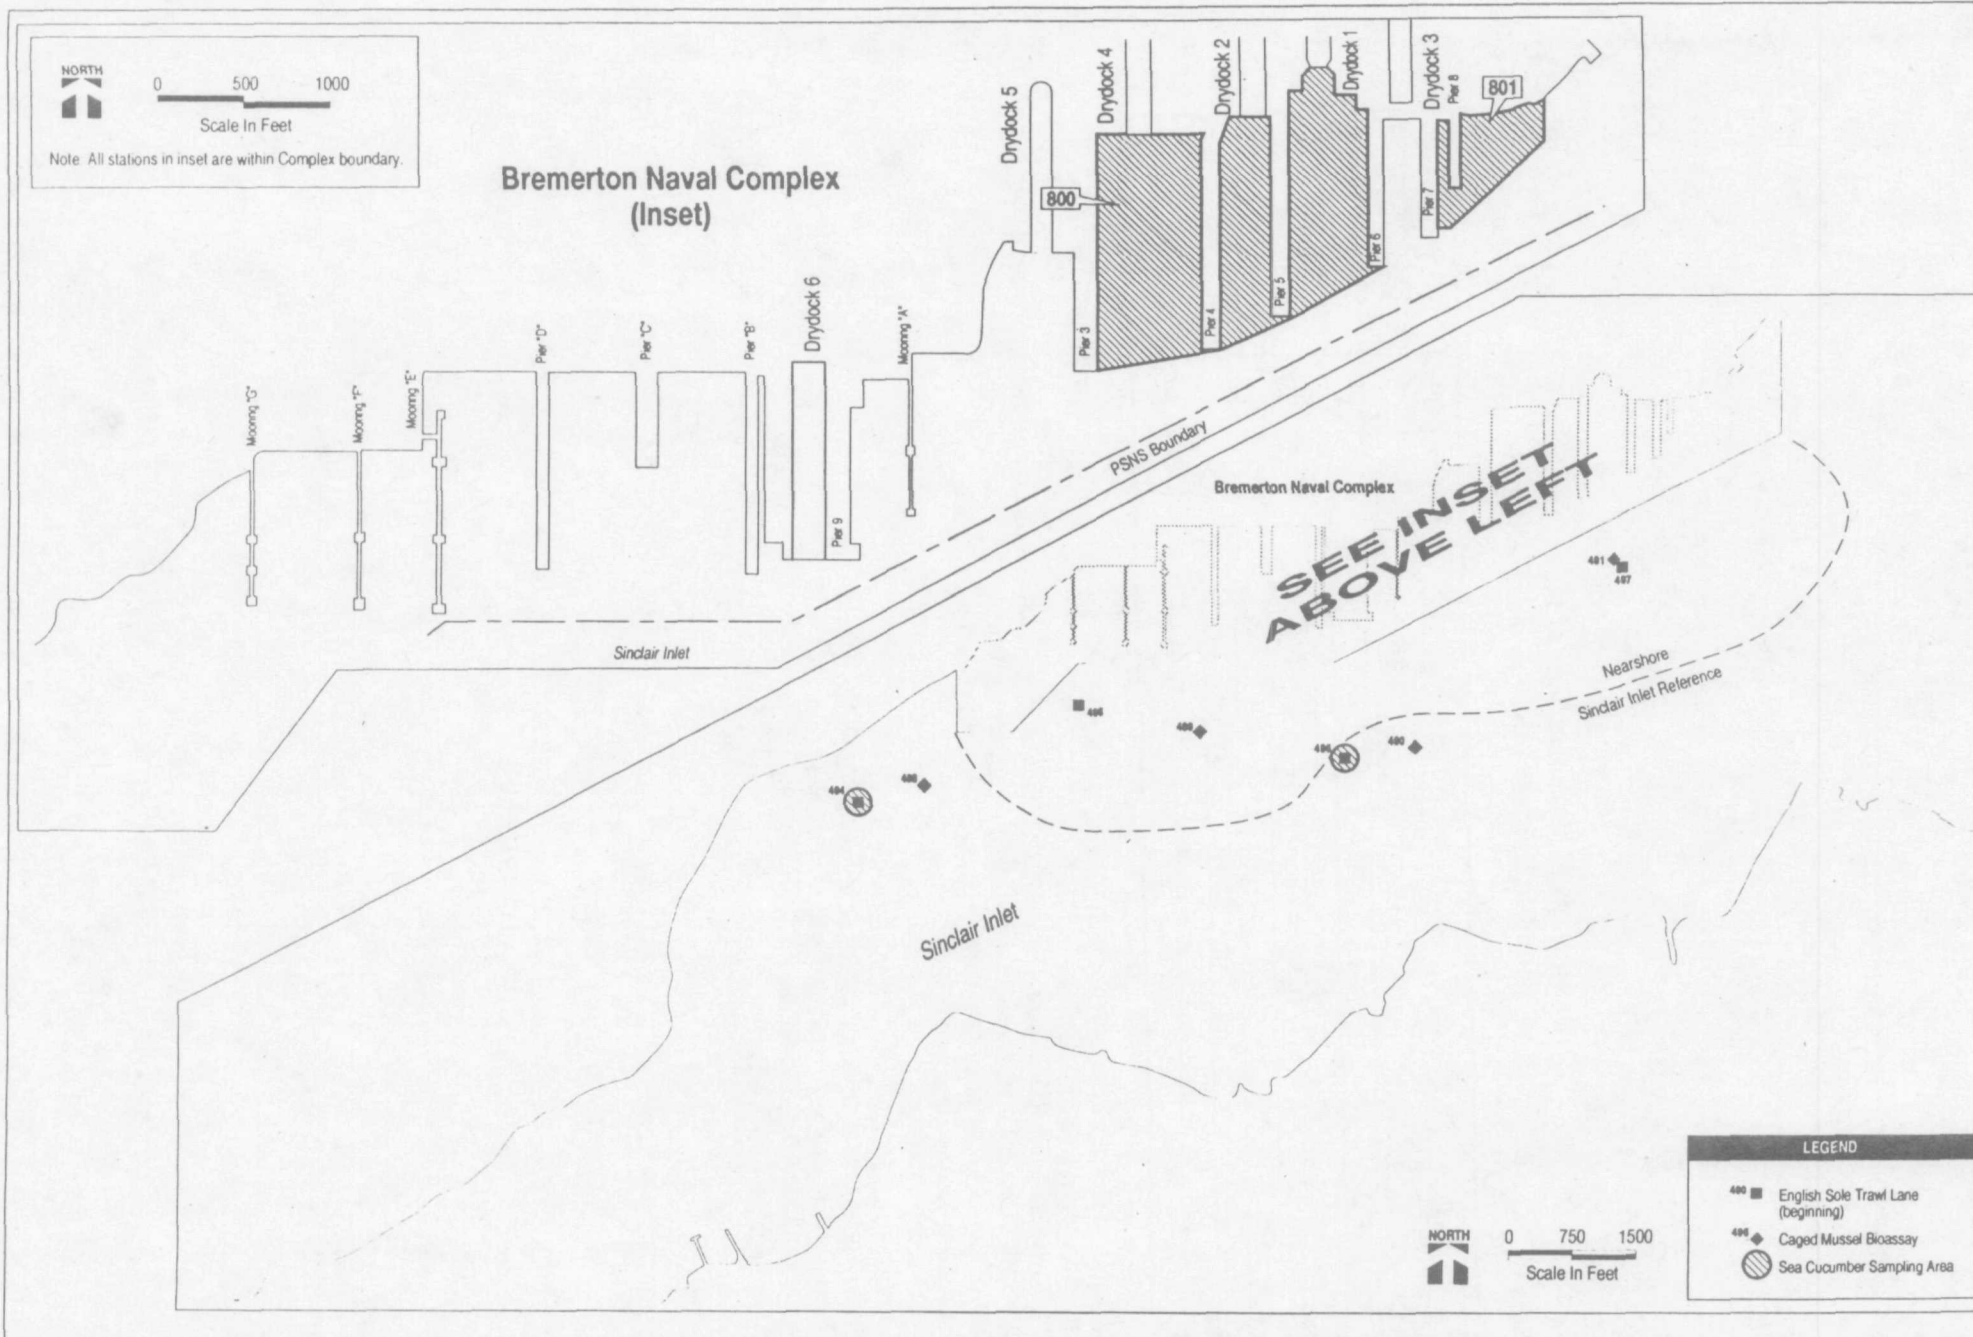 NORTH
0 500 1000
Scale In Feet
Note: All stations in inset are within Complex boundary.
Bremerton Naval Complex
(Inset)
Drydock 5
Drydock 4
Drydock 2
Drydock 1
Drydock 3
Pier 8
801
800
Pier 3
Pier 4
Pier 5
Pier 6
Pier 7
Mooring "G"
Mooring "F"
Mooring "E"
Pier "D"
Pier "C"
Pier "B"
Drydock 6
Pier 9
Mooring "A"
PSNS Boundary
Sinclair Inlet
Bremerton Naval Complex
SEE INSET
ABOVE LEFT
Nearshore
Sinclair Inlet Reference
494
Sinclair Inlet
LEGEND
English Sole Trawl Lane
(beginning)
Caged Mussel Bioassay
Sea Cucumber Sampling Area
NORTH
0 750 1500
Scale In Feet